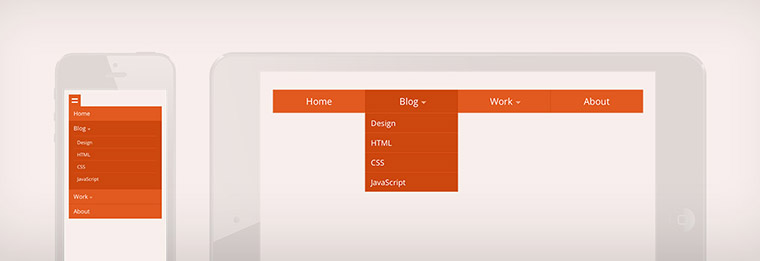 Home
Blog
Design
HTML
CSS
JavaScript
Work
About
Home Blog Work About
Design
HTML
CSS
JavaScript